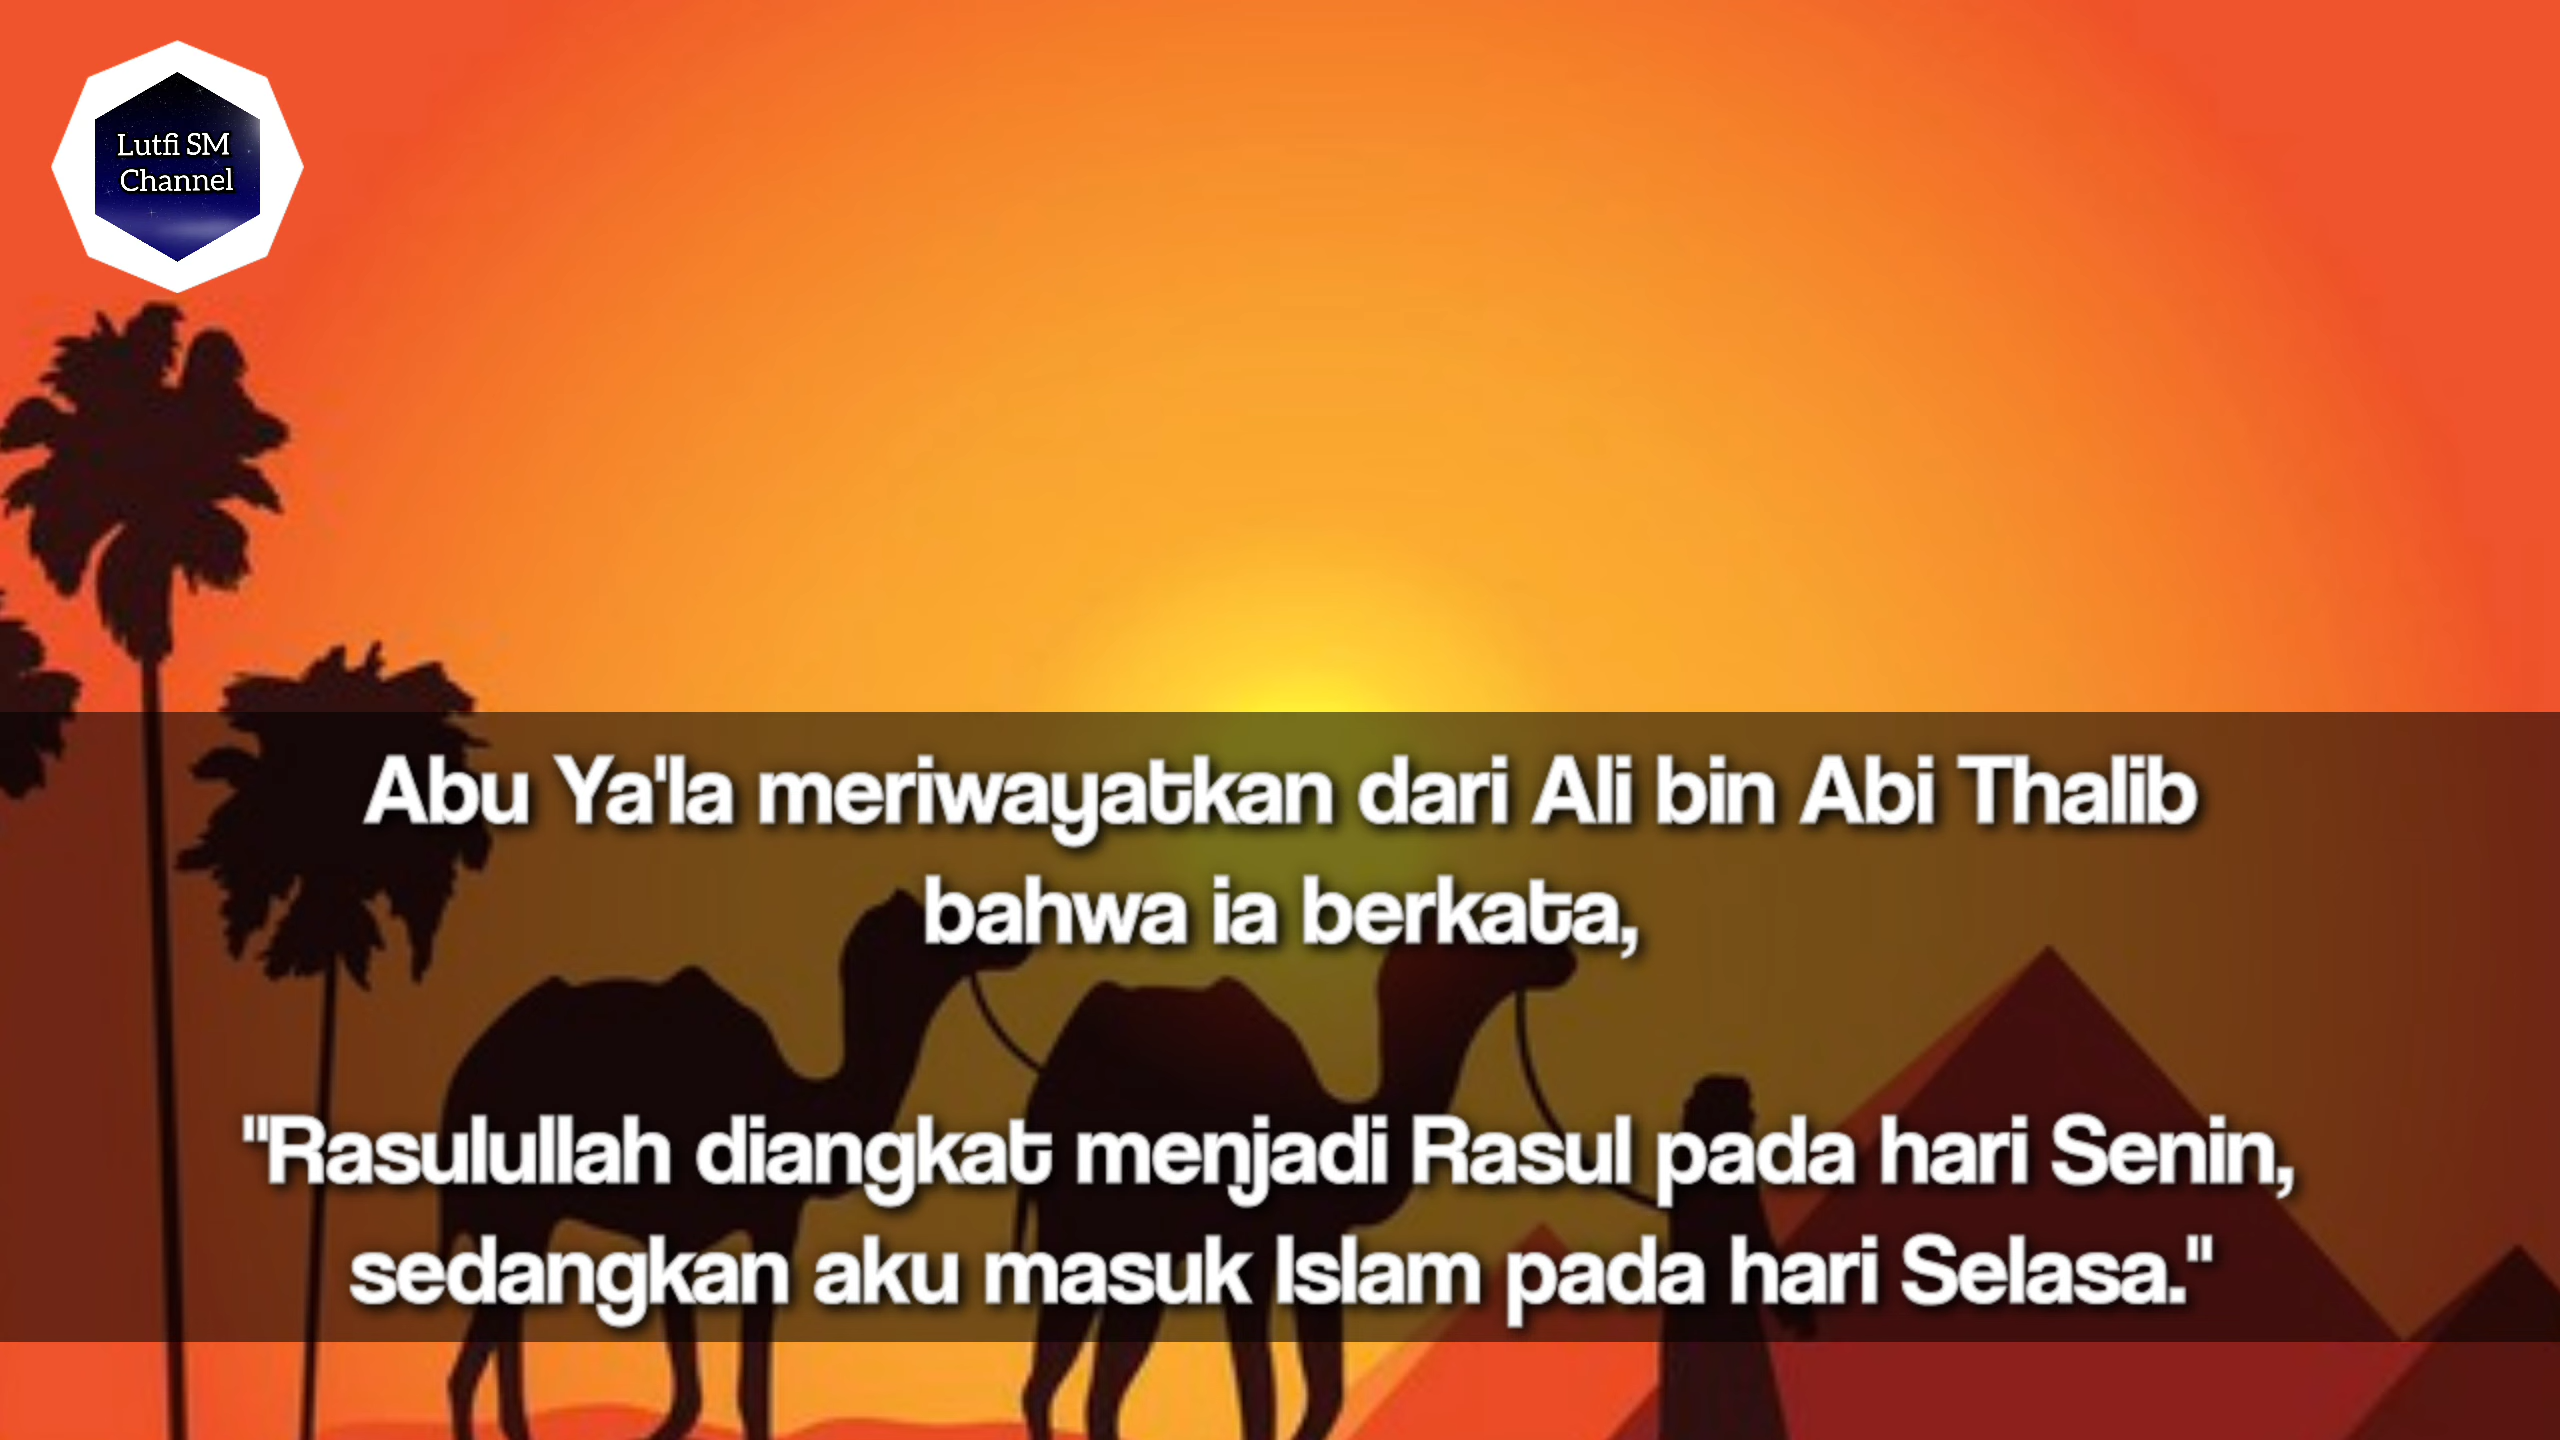 Lutfi SM
Channel
Abu Ya'la meriwayatkan dari Ali bin Abi Thalib
bahwa ia berkata,
"Rasulullah diangkat menjadi Rasul pada hari Senin,
sedangkan aku masuk Islam pada hari Selasa."